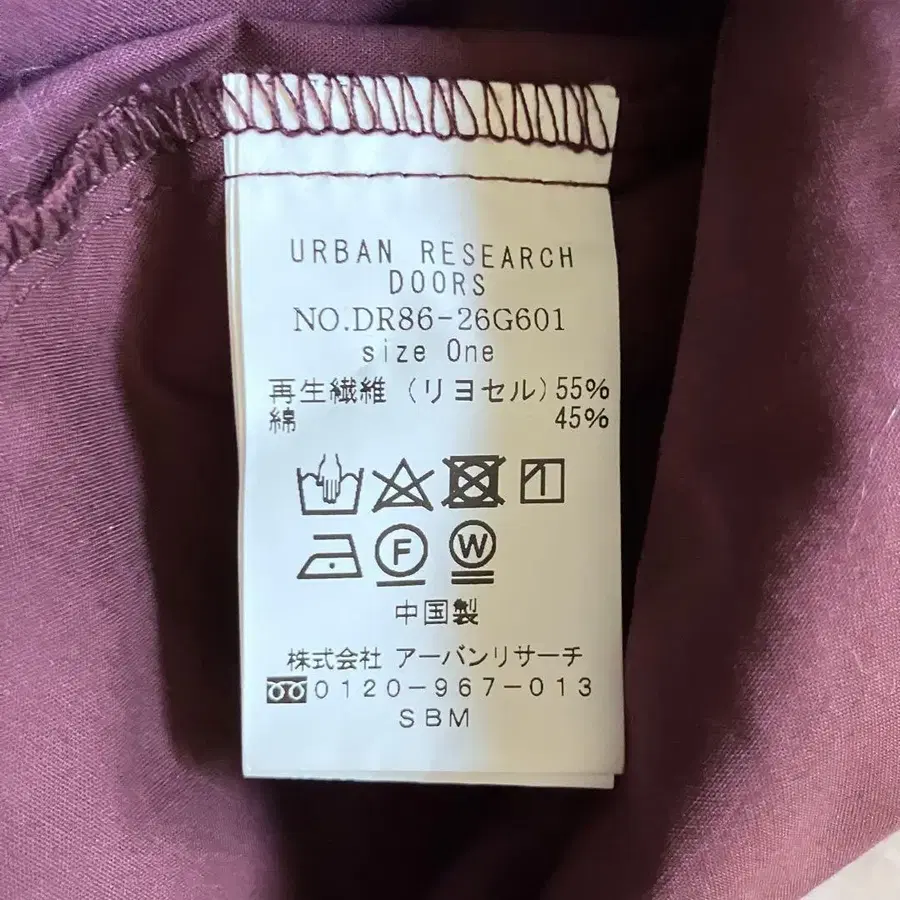 URBAN RESEARCH
DOORS
NO.DR86-26G601
size One
再生繊維 (リヨセル) 55%
綿 45%
F W
中国製
株式会社 アーバンリサーチ
0120-967-013
SBM